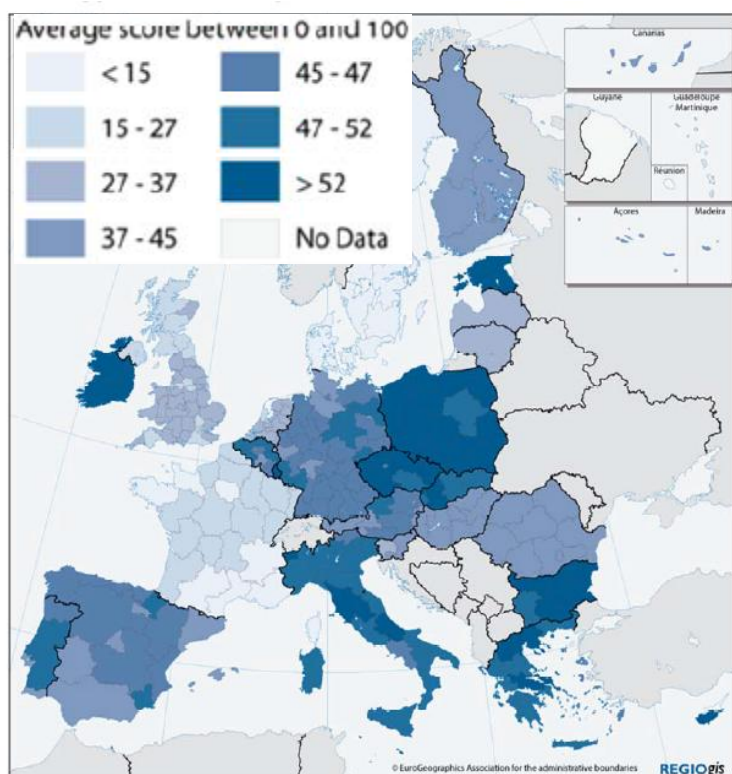 Average score between 0 and 100
< 15
45 - 47
15 - 27
47 - 52
27 - 37
> 52
37 - 45
No Data
Canarias
Guyane
Guadeloupe
Martinique
Réunion
Açores
Madeira
© EuroGeographics Association for the administrative boundaries
REGIOgis